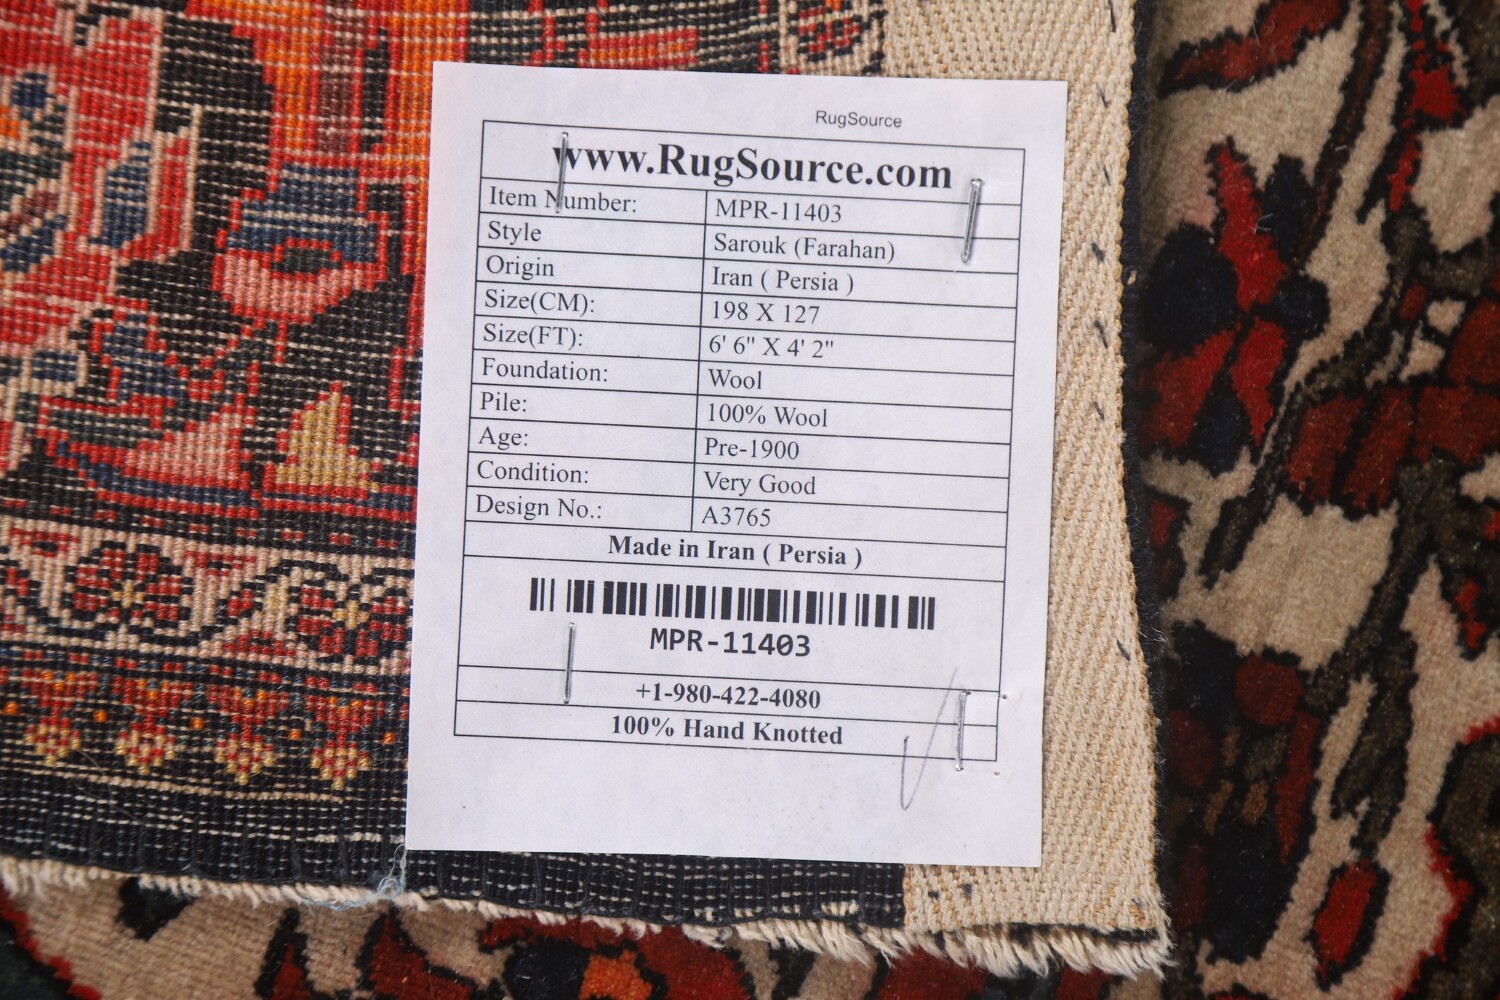 RugSource
www.RugSource.com
Item Number: MPR-11403
Style Sarouk (Farahan)
Origin Iran ( Persia )
Size(CM): 198 X 127
Size(FT): 6' 6" X 4' 2"
Foundation: Wool
Pile: 100% Wool
Age: Pre-1900
Condition: Very Good
Design No.: A3765
Made in Iran ( Persia )
MPR-11403
+1-980-422-4080
100% Hand Knotted